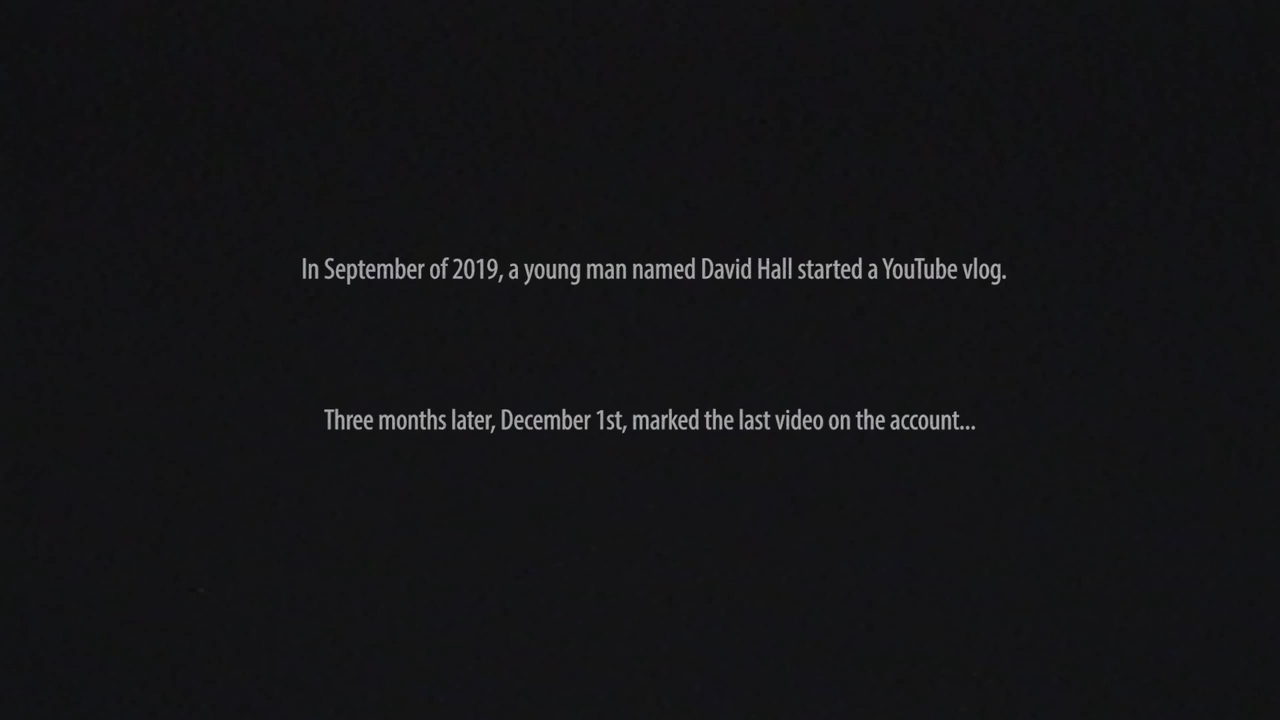 In September of 2019, a young man named David Hall started a YouTube vlog.
Three months later, December 1st, marked the last video on the account...